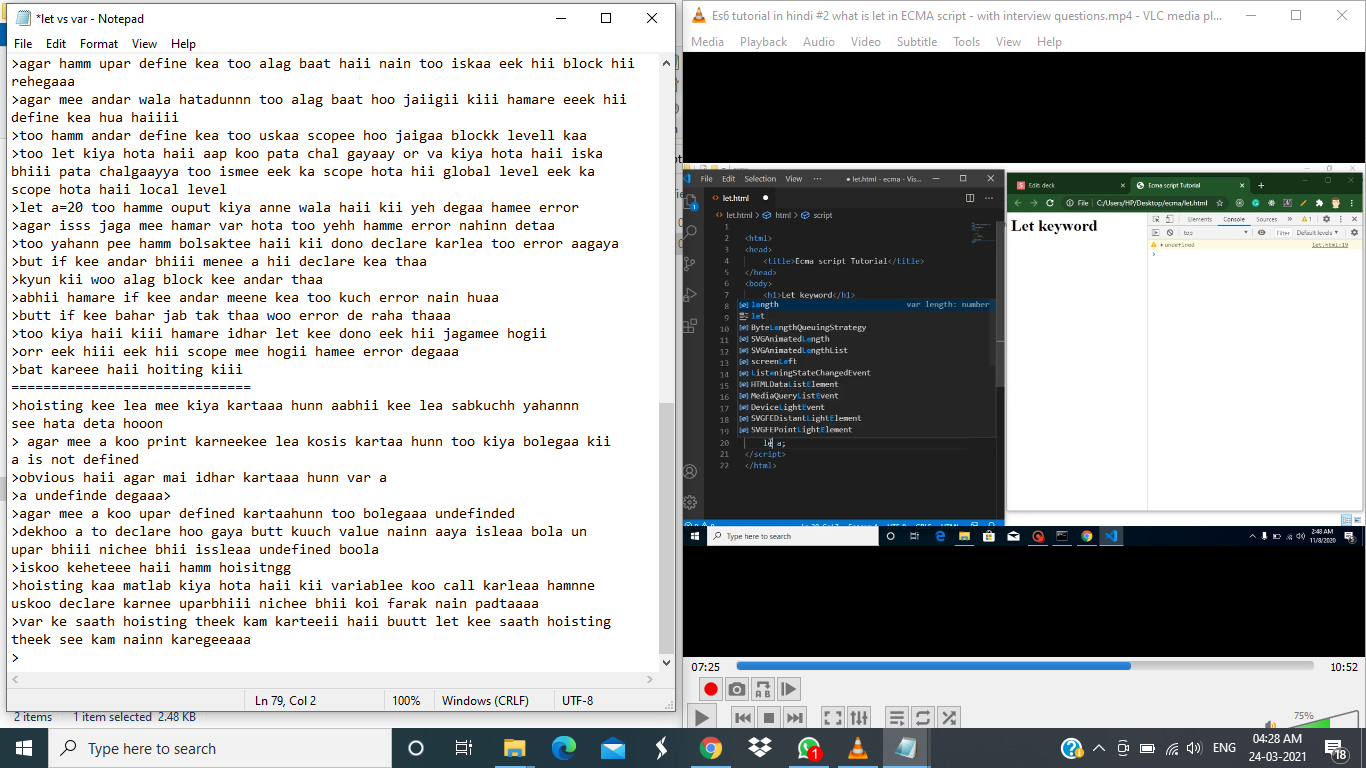 *let vs var - Notepad
File Edit Format View Help
>agar hamm upar define kea too alag baat haii nain too iskaa eek hii block hii
rehegaaa
>agar mee andar wala hatadunnn too alag baat hoo jaiigii kiii hamare eeek hii
define kea hua haiiii
>too hamm andar define kea too uskaa scopee hoo jaigaa blockk levell kaa
>too let kiya hota haii aap koo pata chal gayaay or va kiya hota haii iska
bhiii pata chalgaayya too ismee eek ka scope hota hii global level eek ka
scope hota haii local level
>let a=20 too hamme ouput kiya anne wala haii kii yeh degaa hamee error
>agar isss jaga mee hamar var hota too yehh hamme error nahinn detaa
>too yahann pee hamm bolsaktee haii kii dono declare karlea too error aagaya
>but if kee andar bhiii menee a hii declare kea thaa
>kyun kii woo alag block kee andar thaa
>abhii hamare if kee andar meene kea too kuch error nain huaa
>butt if kee bahar jab tak thaa woo error de raha thaaa
>too kiya haii kiii hamare idhar let kee dono eek hii jagamee hogii
>orr eek hiii eek hii scope mee hogii hamee error degaaa
>bat kareee haii hoiting kiii
==============================
>hoisting kee lea mee kiya kartaaa hunn aabhii kee lea sabkuchh yahannn
see hata deta hooon
> agar mee a koo print karneekee lea kosis kartaa hunn too kiya bolegaa kii
a is not defined
>obvious haii agar mai idhar kartaaa hunn var a
>a undefinde degaaa>
>agar mee a koo upar defined kartaahunn too bolegaaa undefinded
>dekhoo a to declare hoo gaya butt kuuch value nainn aaya isleaa bola un
upar bhiii nichee bhii issleaa undefined boola
>iskoo keheteee haii hamm hoisitngg
>hoisting kaa matlab kiya hota haii kii variablee koo call karleaa hamnne
uskoo declare karnee uparbhiii nichee bhii koi farak nain padtaaaa
>var ke saath hoisting theek kam karteeii haii buutt let kee saath hoisting
theek see kam nainn karegeeaaa
>
Ln 79, Col 2 100% Windows (CRLF) UTF-8
2 items 1 item selected 2.48 KB
Es6 tutorial in hindi #2 what is let in ECMA script - with interview questions.mp4 - VLC media pl...
Media Playback Audio Video Subtitle Tools View Help
File Edit Selection View ··· ● let.html - ecma - Vis...
let.html ●
let.html > html > script
1
2 <html>
3 <head>
4 <title>Ecma script Tutorial</title>
5 </head>
6 <body>
7 <h1>Let keyword</h1>
8 length var length: number
9 let
10 ByteLengthQueuingStrategy
11 SVGAnimatedLength
12 SVGAnimatedLengthList
13 screenLeft
14 ListeningStateChangedEvent
15 HTMLDataListElement
16 MediaQueryListEvent
17 DeviceLightEvent
18 SVGFEDistantLightElement
19 SVGFEPointLightElement
20 le a;
21 </script>
22 </html>
Edit deck Ecma script Tutorial
File C:/Users/HP/Desktop/ecma/let.html
Let keyword
Elements Console Sources » 1
top Filter Default levels
undefined let.html:19
Type here to search
2:48 AM
11/8/2020
07:25 10:52
75%
Type here to search
ENG
04:28 AM
24-03-2021
1
18